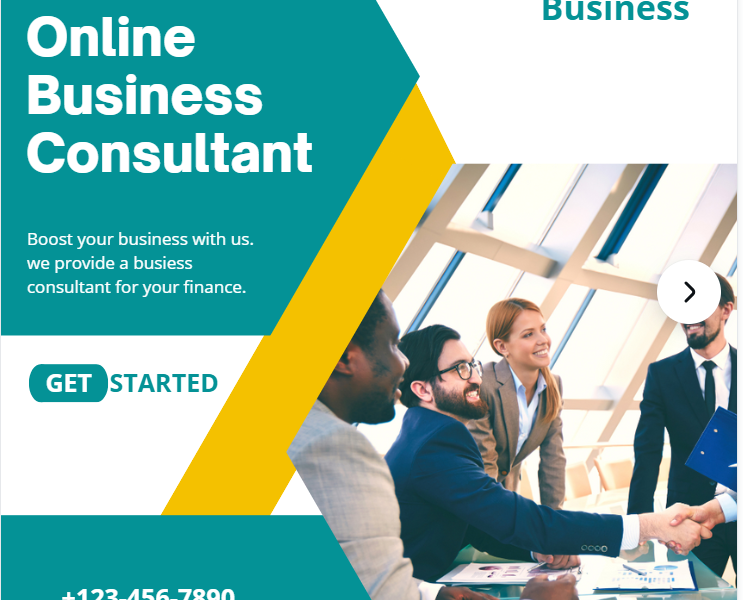 Business
Online
Business
Consultant
Boost your business with us.
we provide a busiess
consultant for your finance.
GET STARTED
+123-456-7890